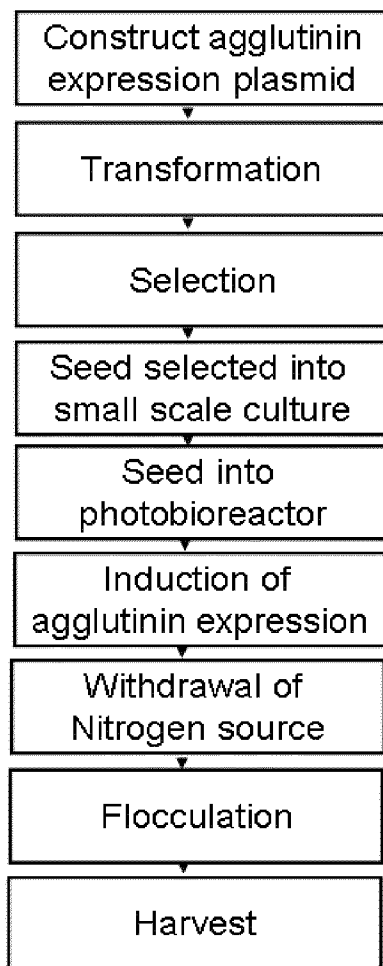 Construct agglutinin
expression plasmid
Transformation
Selection
Seed selected into
small scale culture
Seed into
photobioreactor
Induction of
agglutinin expression
Withdrawal of
Nitrogen source
Flocculation
Harvest